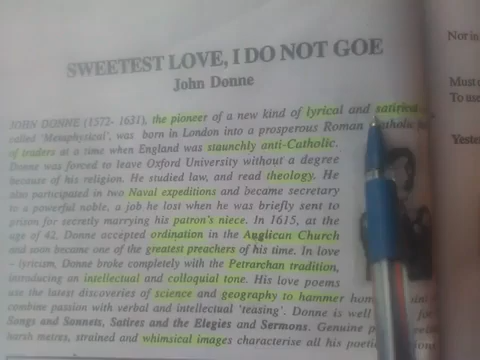 SWEETEST LOVE, I DO NOT GOE
John Donne
JOHN DONNE (1572- 1631), the pioneer of a new kind of lyrical and satirical
called 'Metaphysical', was born in London into a prosperous Roman Catholic
of traders at a time when England was staunchly anti-Catholic.
Donne was forced to leave Oxford University without a degree
because of his religion. He studied law, and read theology. He
also participated in two Naval expeditions and became secretary
to a powerful noble, a job he lost when he was briefly sent to
prison for secretly marrying his patron's niece. In 1615, at the
age of 42, Donne accepted ordination in the Anglican Church
and soon became one of the greatest preachers of his time. In love
- lyricism, Donne broke completely with the Petrarchan tradition,
introducing an intellectual and colloquial tone. His love poems
use the latest discoveries of science and geography to hammer hom
combine passion with verbal and intellectual 'teasing'. Donne is well
Songs and Sonnets, Satires and the Elegies and Sermons. Genuine
harsh metres, strained and whimsical images characterise all his poetic
Nor in
Must
To use
Yeste